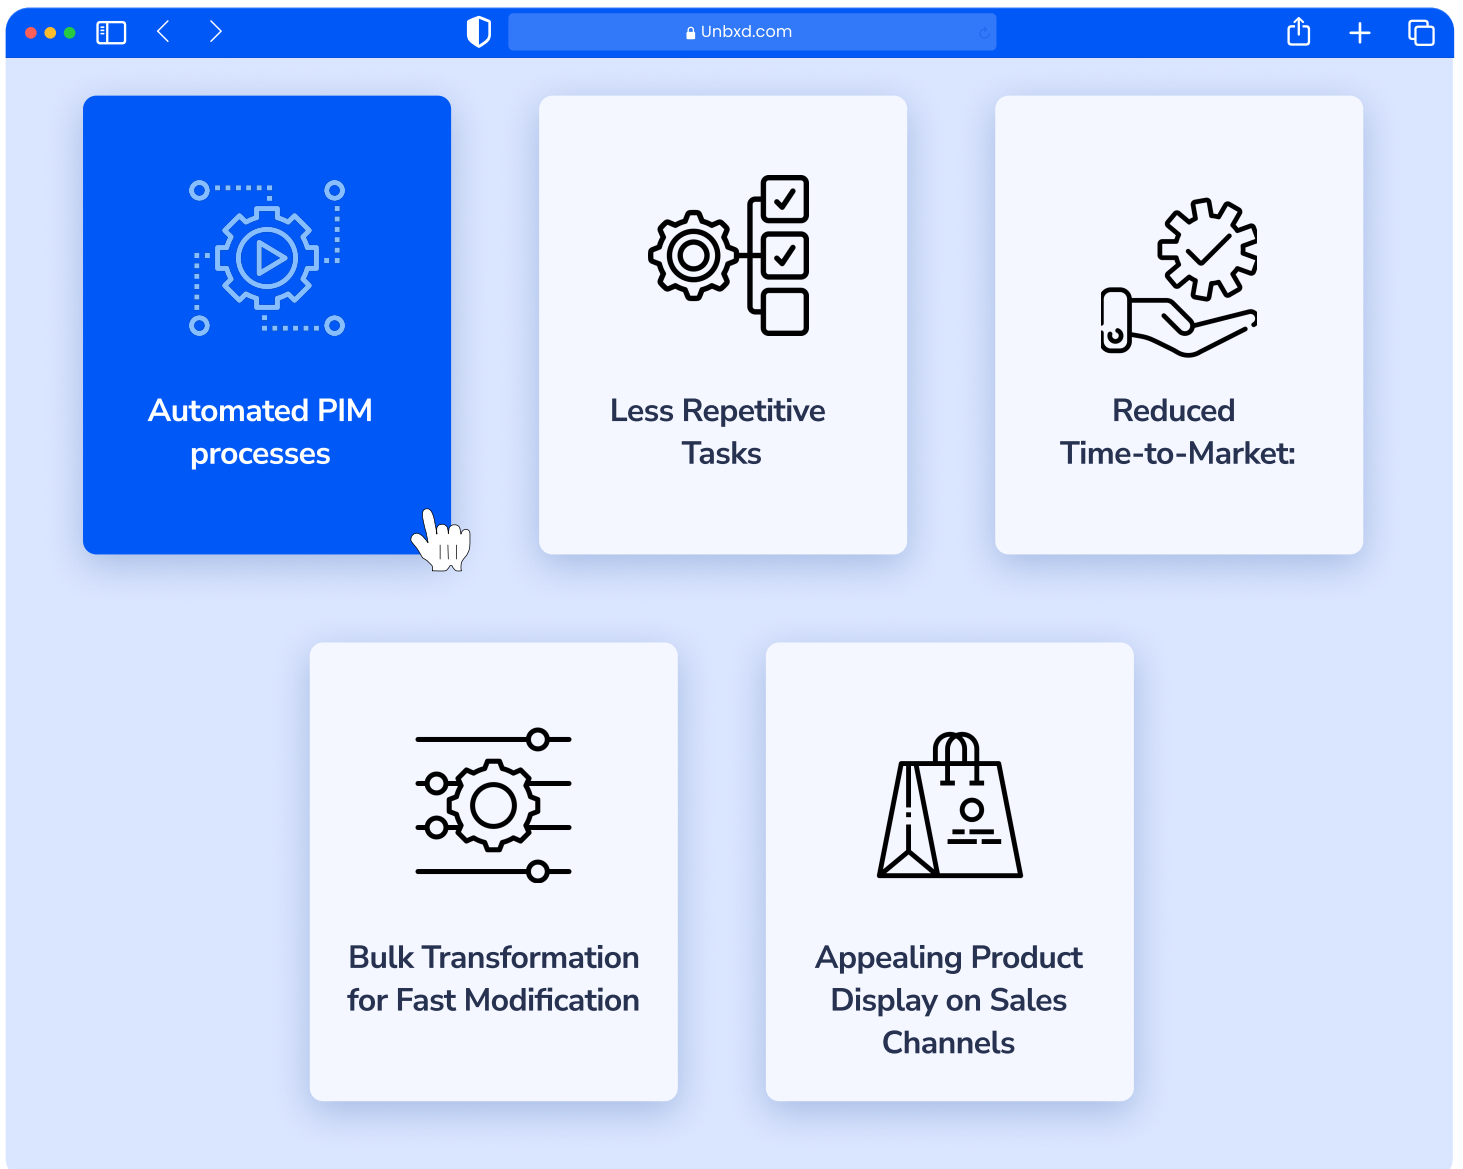 Unbxd.com
Automated PIM
processes
Less Repetitive
Tasks
Reduced
Time-to-Market:
Bulk Transformation
for Fast Modification
Appealing Product
Display on Sales
Channels